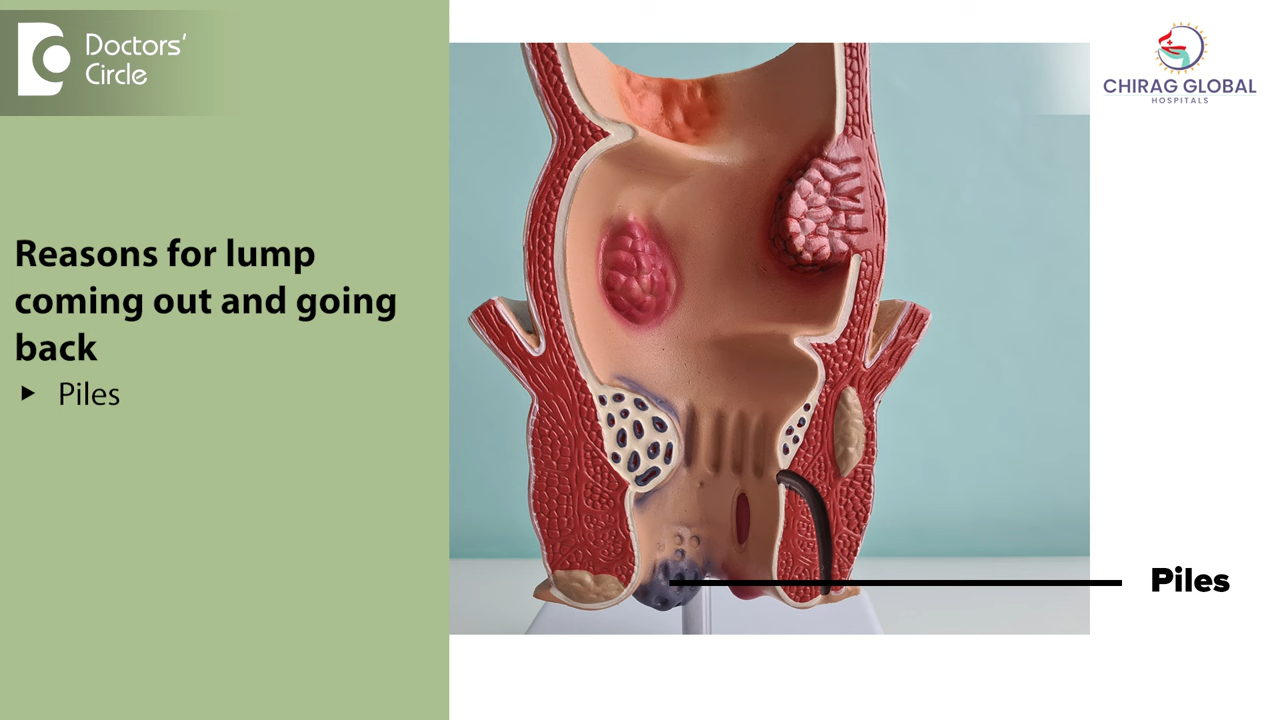 Doctors'
Circle
CHIRAG GLOBAL
HOSPITALS
Reasons for lump
coming out and going
back
Piles
Piles